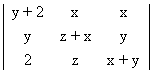 | y + 2 x x |
| y z + x y |
| 2 z x + y |